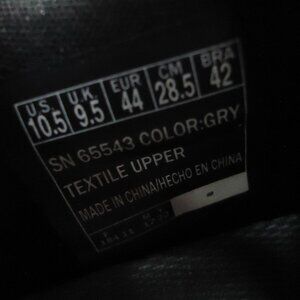 U.S. U.K. EUR CM BRA
10.5 9.5 44 28.5 42
SN 65543 COLOR:GRY
TEXTILE UPPER
MADE IN CHINA/HECHO EN CHINA